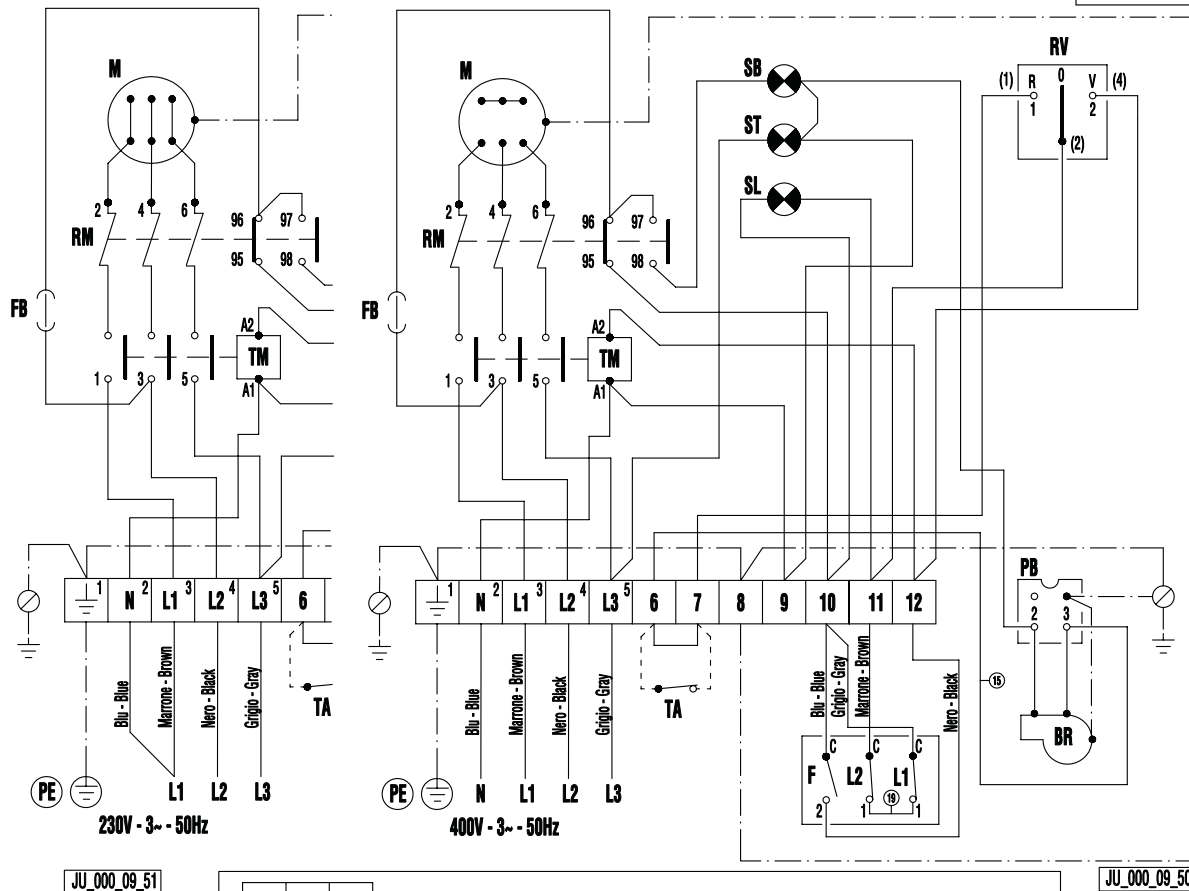 RV
M
M
SB
(1) R 0 V (4)
1 2
ST
(2)
SL
2 4 6
96 97
2 4 6
96 97
RM
RM
95 98
95 98
FB
FB
A2
A2
TM
TM
1 3 5
1 3 5
A1
A1
PB
1 N 2 L1 3 L2 4 L3 5 6
1 N 2 L1 3 L2 4 L3 5 6 7 8 9 10 11 12
2 3
Blu - Blue
Marrone - Brown
Nero - Black
Grigio - Gray
TA
Blu - Blue
Marrone - Brown
Nero - Black
Grigio - Gray
TA
Blu - Blue
Grigio - Gray
Marrone - Brown
Nero - Black
15
BR
C C C
F L2 L1
19
2 1 1
PE L1 L2 L3
PE N L1 L2 L3
230V - 3~ - 50Hz
400V - 3~ - 50Hz
JU_000_09_51
JU_000_09_50